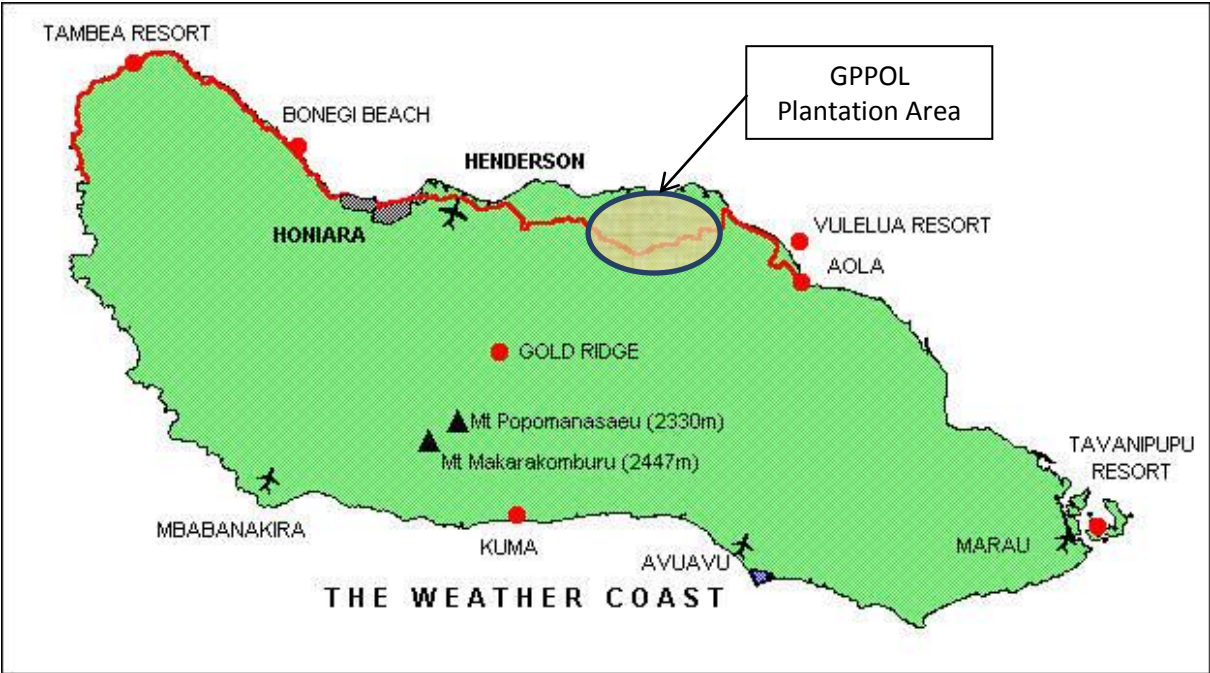 TAMBEA RESORT
GPPOL
Plantation Area
BONEGI BEACH
HENDERSON
HONIARA
VULELUA RESORT
AOLA
GOLD RIDGE
Mt Popomanasaeu (2330m)
Mt Makarakomburu (2447m)
TAVANIPUPU
RESORT
MBABANAKIRA
KUMA
AVUAVU
MARAU
THE WEATHER COAST